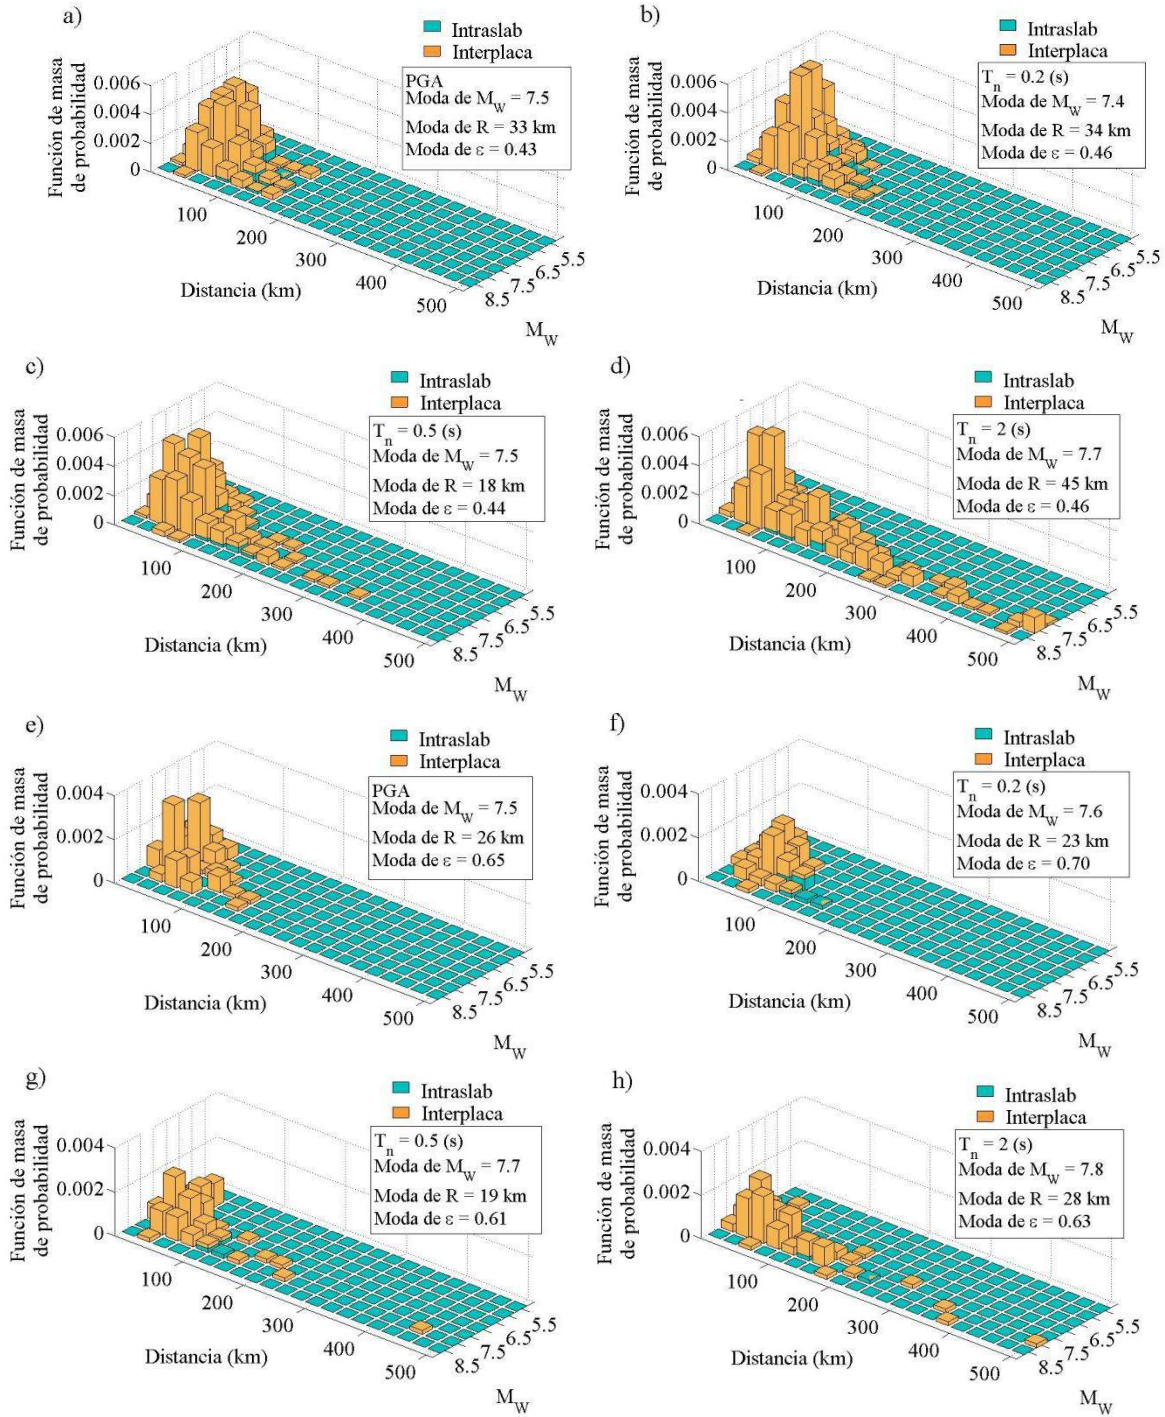 a)
Intraslab
Interplaca
PGA
Moda de M_W = 7.5
Moda de R = 33 km
Moda de ε = 0.43
Función de masa
de probabilidad
0.006
0.004
0.002
0
100
200
300
400
500
Distancia (km)
8.5
7.5
6.5
5.5
M_W
b)
Intraslab
Interplaca
T_n = 0.2 (s)
Moda de M_W = 7.4
Moda de R = 34 km
Moda de ε = 0.46
Función de masa
de probabilidad
0.006
0.004
0.002
0
100
200
300
400
500
Distancia (km)
8.5
7.5
6.5
5.5
M_W
c)
Intraslab
Interplaca
T_n = 0.5 (s)
Moda de M_W = 7.5
Moda de R = 18 km
Moda de ε = 0.44
Función de masa
de probabilidad
0.006
0.004
0.002
0
100
200
300
400
500
Distancia (km)
8.5
7.5
6.5
5.5
M_W
d)
Intraslab
Interplaca
T_n = 2 (s)
Moda de M_W = 7.7
Moda de R = 45 km
Moda de ε = 0.46
Función de masa
de probabilidad
0.006
0.004
0.002
0
100
200
300
400
500
Distancia (km)
8.5
7.5
6.5
5.5
M_W
e)
Intraslab
Interplaca
PGA
Moda de M_W = 7.5
Moda de R = 26 km
Moda de ε = 0.65
Función de masa
de probabilidad
0.004
0.002
0
100
200
300
400
500
Distancia (km)
8.5
7.5
6.5
5.5
M_W
f)
Intraslab
Interplaca
T_n = 0.2 (s)
Moda de M_W = 7.6
Moda de R = 23 km
Moda de ε = 0.70
Función de masa
de probabilidad
0.004
0.002
0
100
200
300
400
500
Distancia (km)
8.5
7.5
6.5
5.5
M_W
g)
Intraslab
Interplaca
T_n = 0.5 (s)
Moda de M_W = 7.7
Moda de R = 19 km
Moda de ε = 0.61
Función de masa
de probabilidad
0.004
0.002
0
100
200
300
400
500
Distancia (km)
8.5
7.5
6.5
5.5
M_W
h)
Intraslab
Interplaca
T_n = 2 (s)
Moda de M_W = 7.8
Moda de R = 28 km
Moda de ε = 0.63
Función de masa
de probabilidad
0.004
0.002
0
100
200
300
400
500
Distancia (km)
8.5
7.5
6.5
5.5
M_W